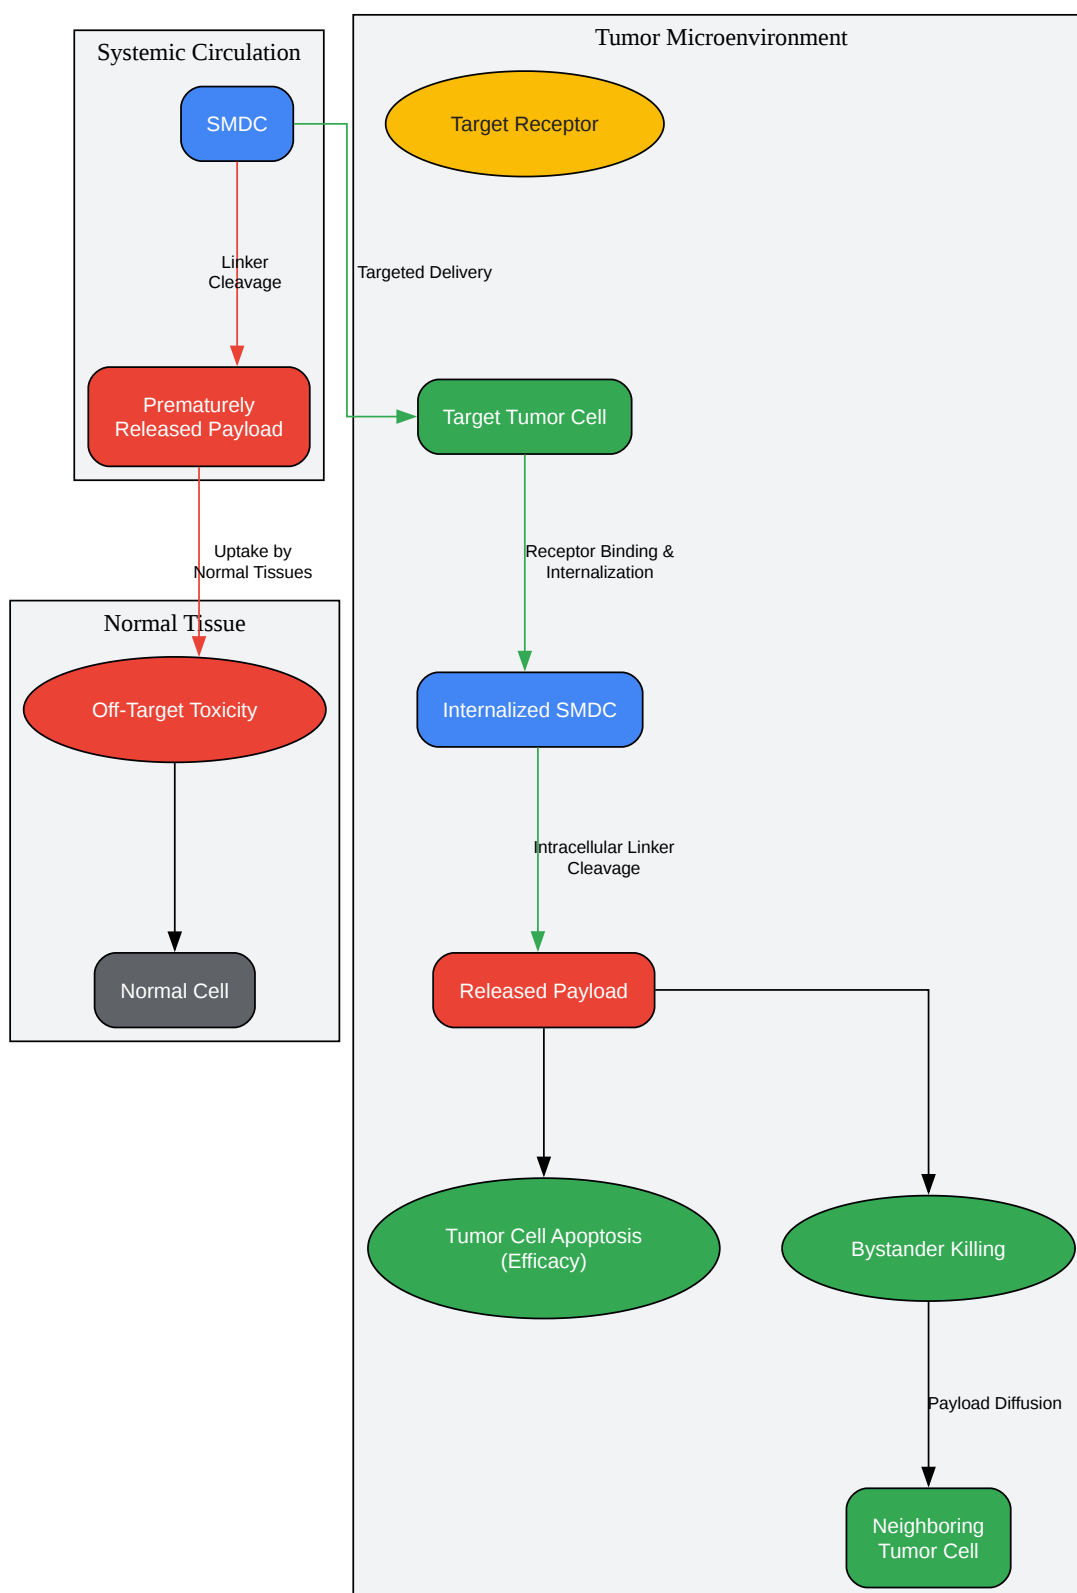 Systemic Circulation
SMDC
Linker
Cleavage
Prematurely
Released Payload
Uptake by
Normal Tissues
Normal Tissue
Off-Target Toxicity
Normal Cell
Tumor Microenvironment
Target Receptor
Targeted Delivery
Target Tumor Cell
Receptor Binding &
Internalization
Internalized SMDC
Intracellular Linker
Cleavage
Released Payload
Tumor Cell Apoptosis
(Efficacy)
Bystander Killing
Payload Diffusion
Neighboring
Tumor Cell